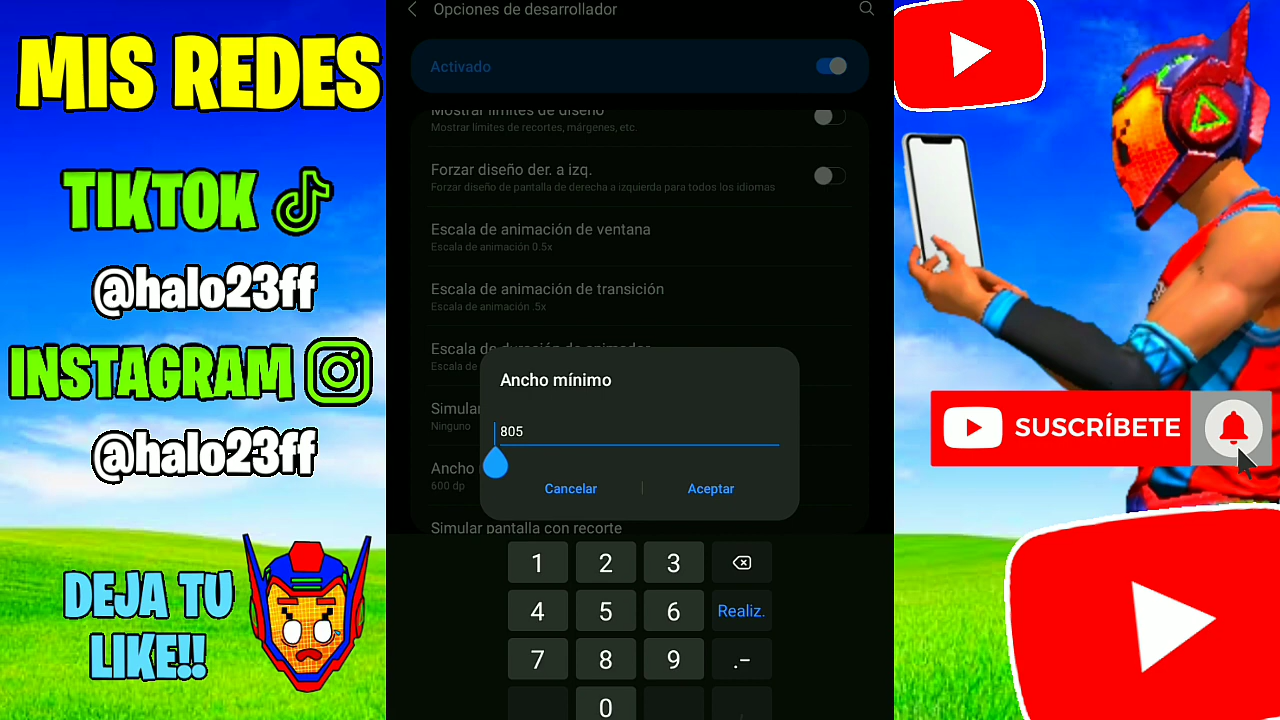 MIS REDES
TIKTOK
@halo23ff
INSTAGRAM
@halo23ff
DEJA TU
LIKE!!
Opciones de desarrollador
Activado
Mostrar límites de diseño
Mostrar límites de recortes, márgenes, etc.
Forzar diseño der. a izq.
Forzar diseño de pantalla de derecha a izquierda para todos los idiomas
Escala de animación de ventana
Escala de animación 0.5x
Escala de animación de transición
Escala de animación .5x
Escala de
Escala de
Simular
Ninguno
Ancho
600 dp
Simular pantalla con recorte
Ancho mínimo
805
Cancelar
Aceptar
1 2 3
4 5 6 Realiz.
7 8 9 .-
0 ,
SUSCRÍBETE